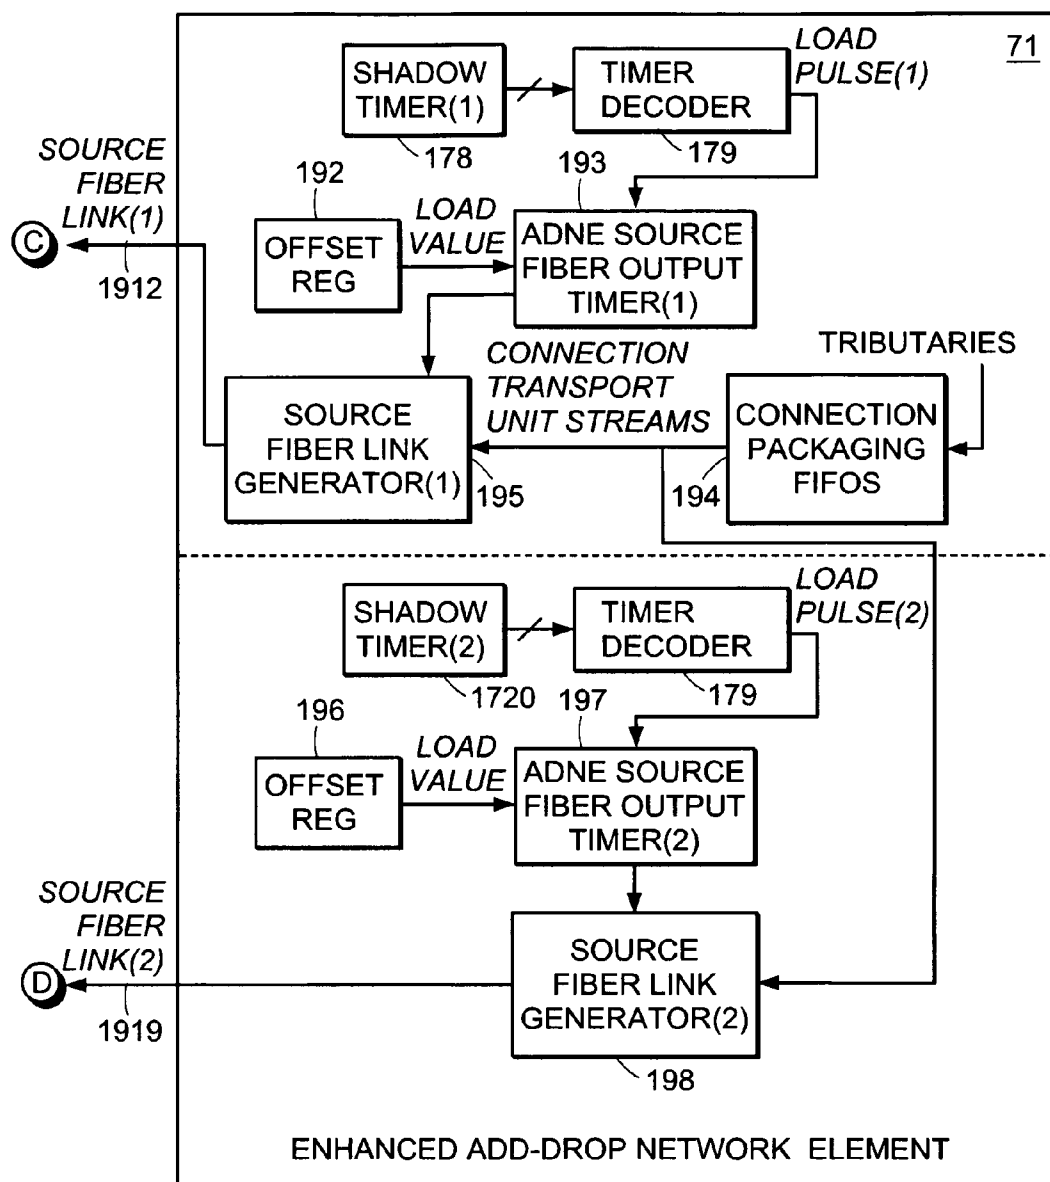 71
SHADOW
TIMER(1)
178
TIMER
DECODER
179
LOAD
PULSE(1)
SOURCE
FIBER
LINK(1)
C
1912
192
OFFSET
REG
LOAD
VALUE
193
ADNE SOURCE
FIBER OUTPUT
TIMER(1)
TRIBUTARIES
SOURCE
FIBER LINK
GENERATOR(1)
195
CONNECTION
TRANSPORT
UNIT STREAMS
194
CONNECTION
PACKAGING
FIFOS
SHADOW
TIMER(2)
1720
TIMER
DECODER
179
LOAD
PULSE(2)
196
OFFSET
REG
LOAD
VALUE
197
ADNE SOURCE
FIBER OUTPUT
TIMER(2)
SOURCE
FIBER
LINK(2)
D
1919
SOURCE
FIBER LINK
GENERATOR(2)
198
ENHANCED ADD-DROP NETWORK ELEMENT